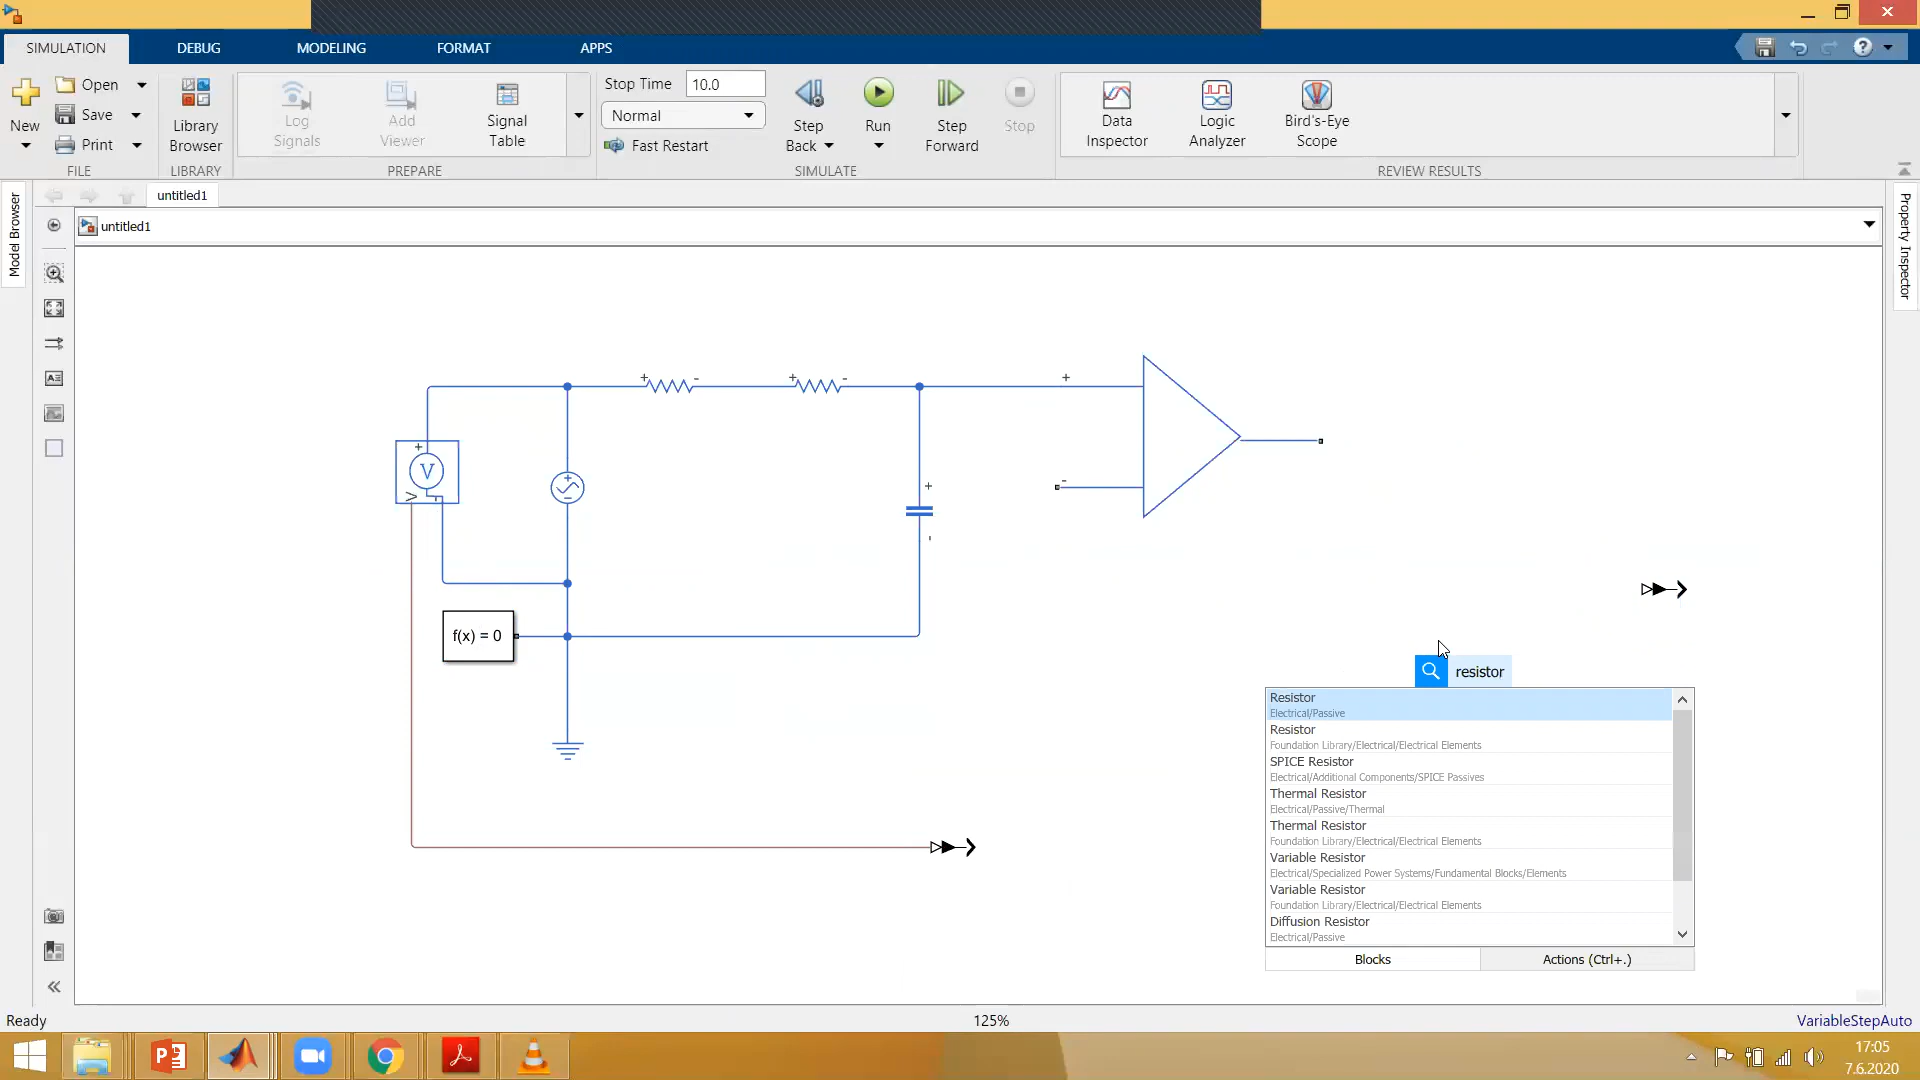 SIMULATION DEBUG MODELING FORMAT APPS
New
Open
Save
Print
FILE
Library
Browser
LIBRARY
Log
Signals
Add
Viewer
Signal
Table
PREPARE
Stop Time 10.0
Normal
Fast Restart
Step
Back
Run
Step
Forward
Stop
SIMULATE
Data
Inspector
Logic
Analyzer
Bird's-Eye
Scope
REVIEW RESULTS
Model Browser
untitled1
untitled1
Property Inspector
+ - + - +
+
V
V
-
+
-
-
f(x) = 0
resistor
Resistor
Electrical/Passive
Resistor
Foundation Library/Electrical/Electrical Elements
SPICE Resistor
Electrical/Additional Components/SPICE Passives
Thermal Resistor
Electrical/Passive/Thermal
Thermal Resistor
Foundation Library/Electrical/Electrical Elements
Variable Resistor
Electrical/Specialized Power Systems/Fundamental Blocks/Elements
Variable Resistor
Foundation Library/Electrical/Electrical Elements
Diffusion Resistor
Electrical/Passive
Blocks Actions (Ctrl+.)
Ready 125% VariableStepAuto
17:05
7.6.2020